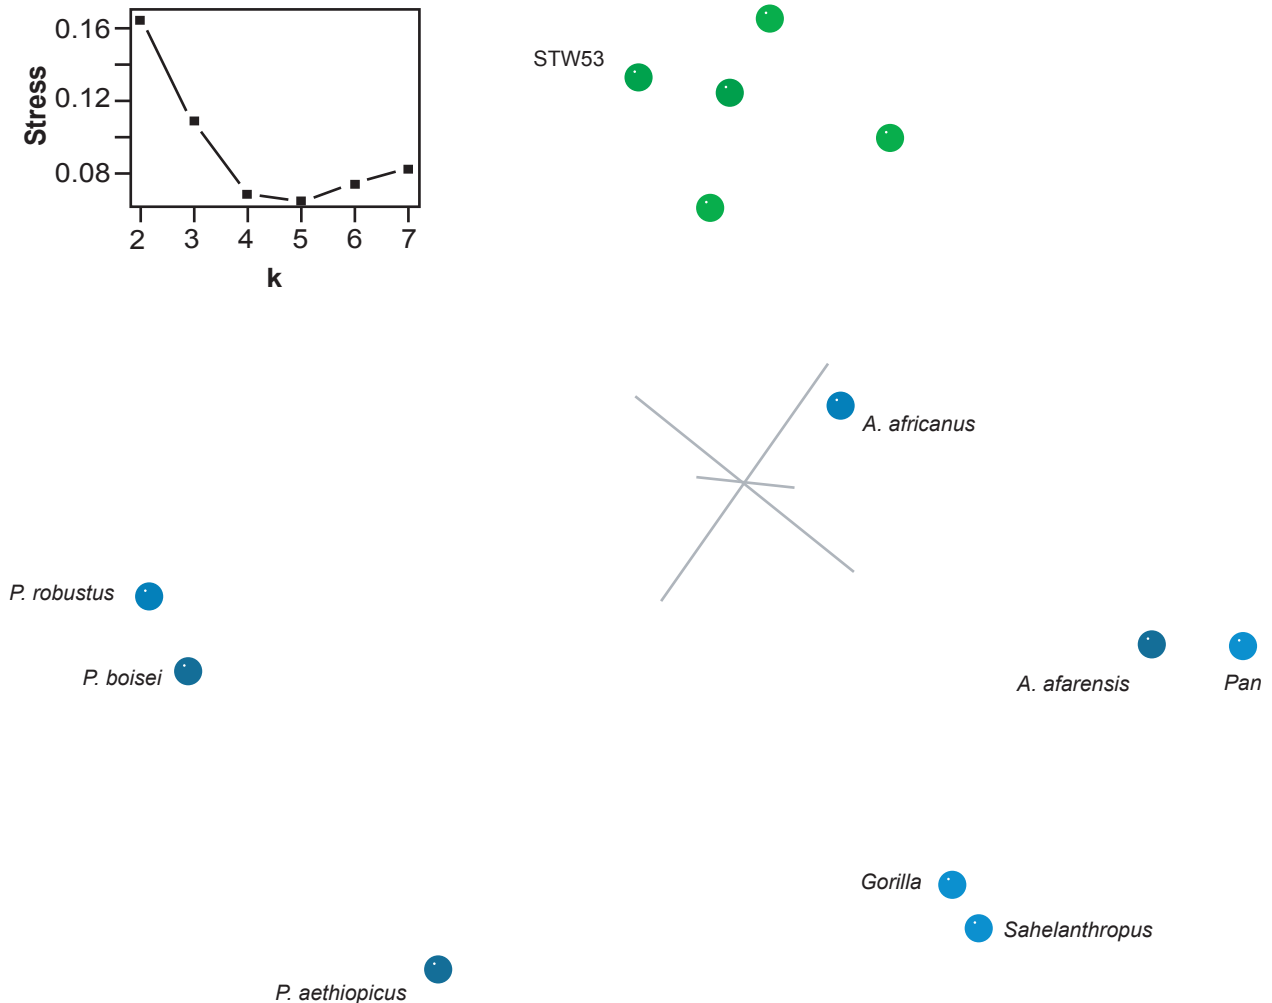 0.16
0.12
0.08
Stress
2 3 4 5 6 7
k
STW53
A. africanus
P. robustus
P. boisei
A. afarensis
Pan
Gorilla
Sahelanthropus
P. aethiopicus